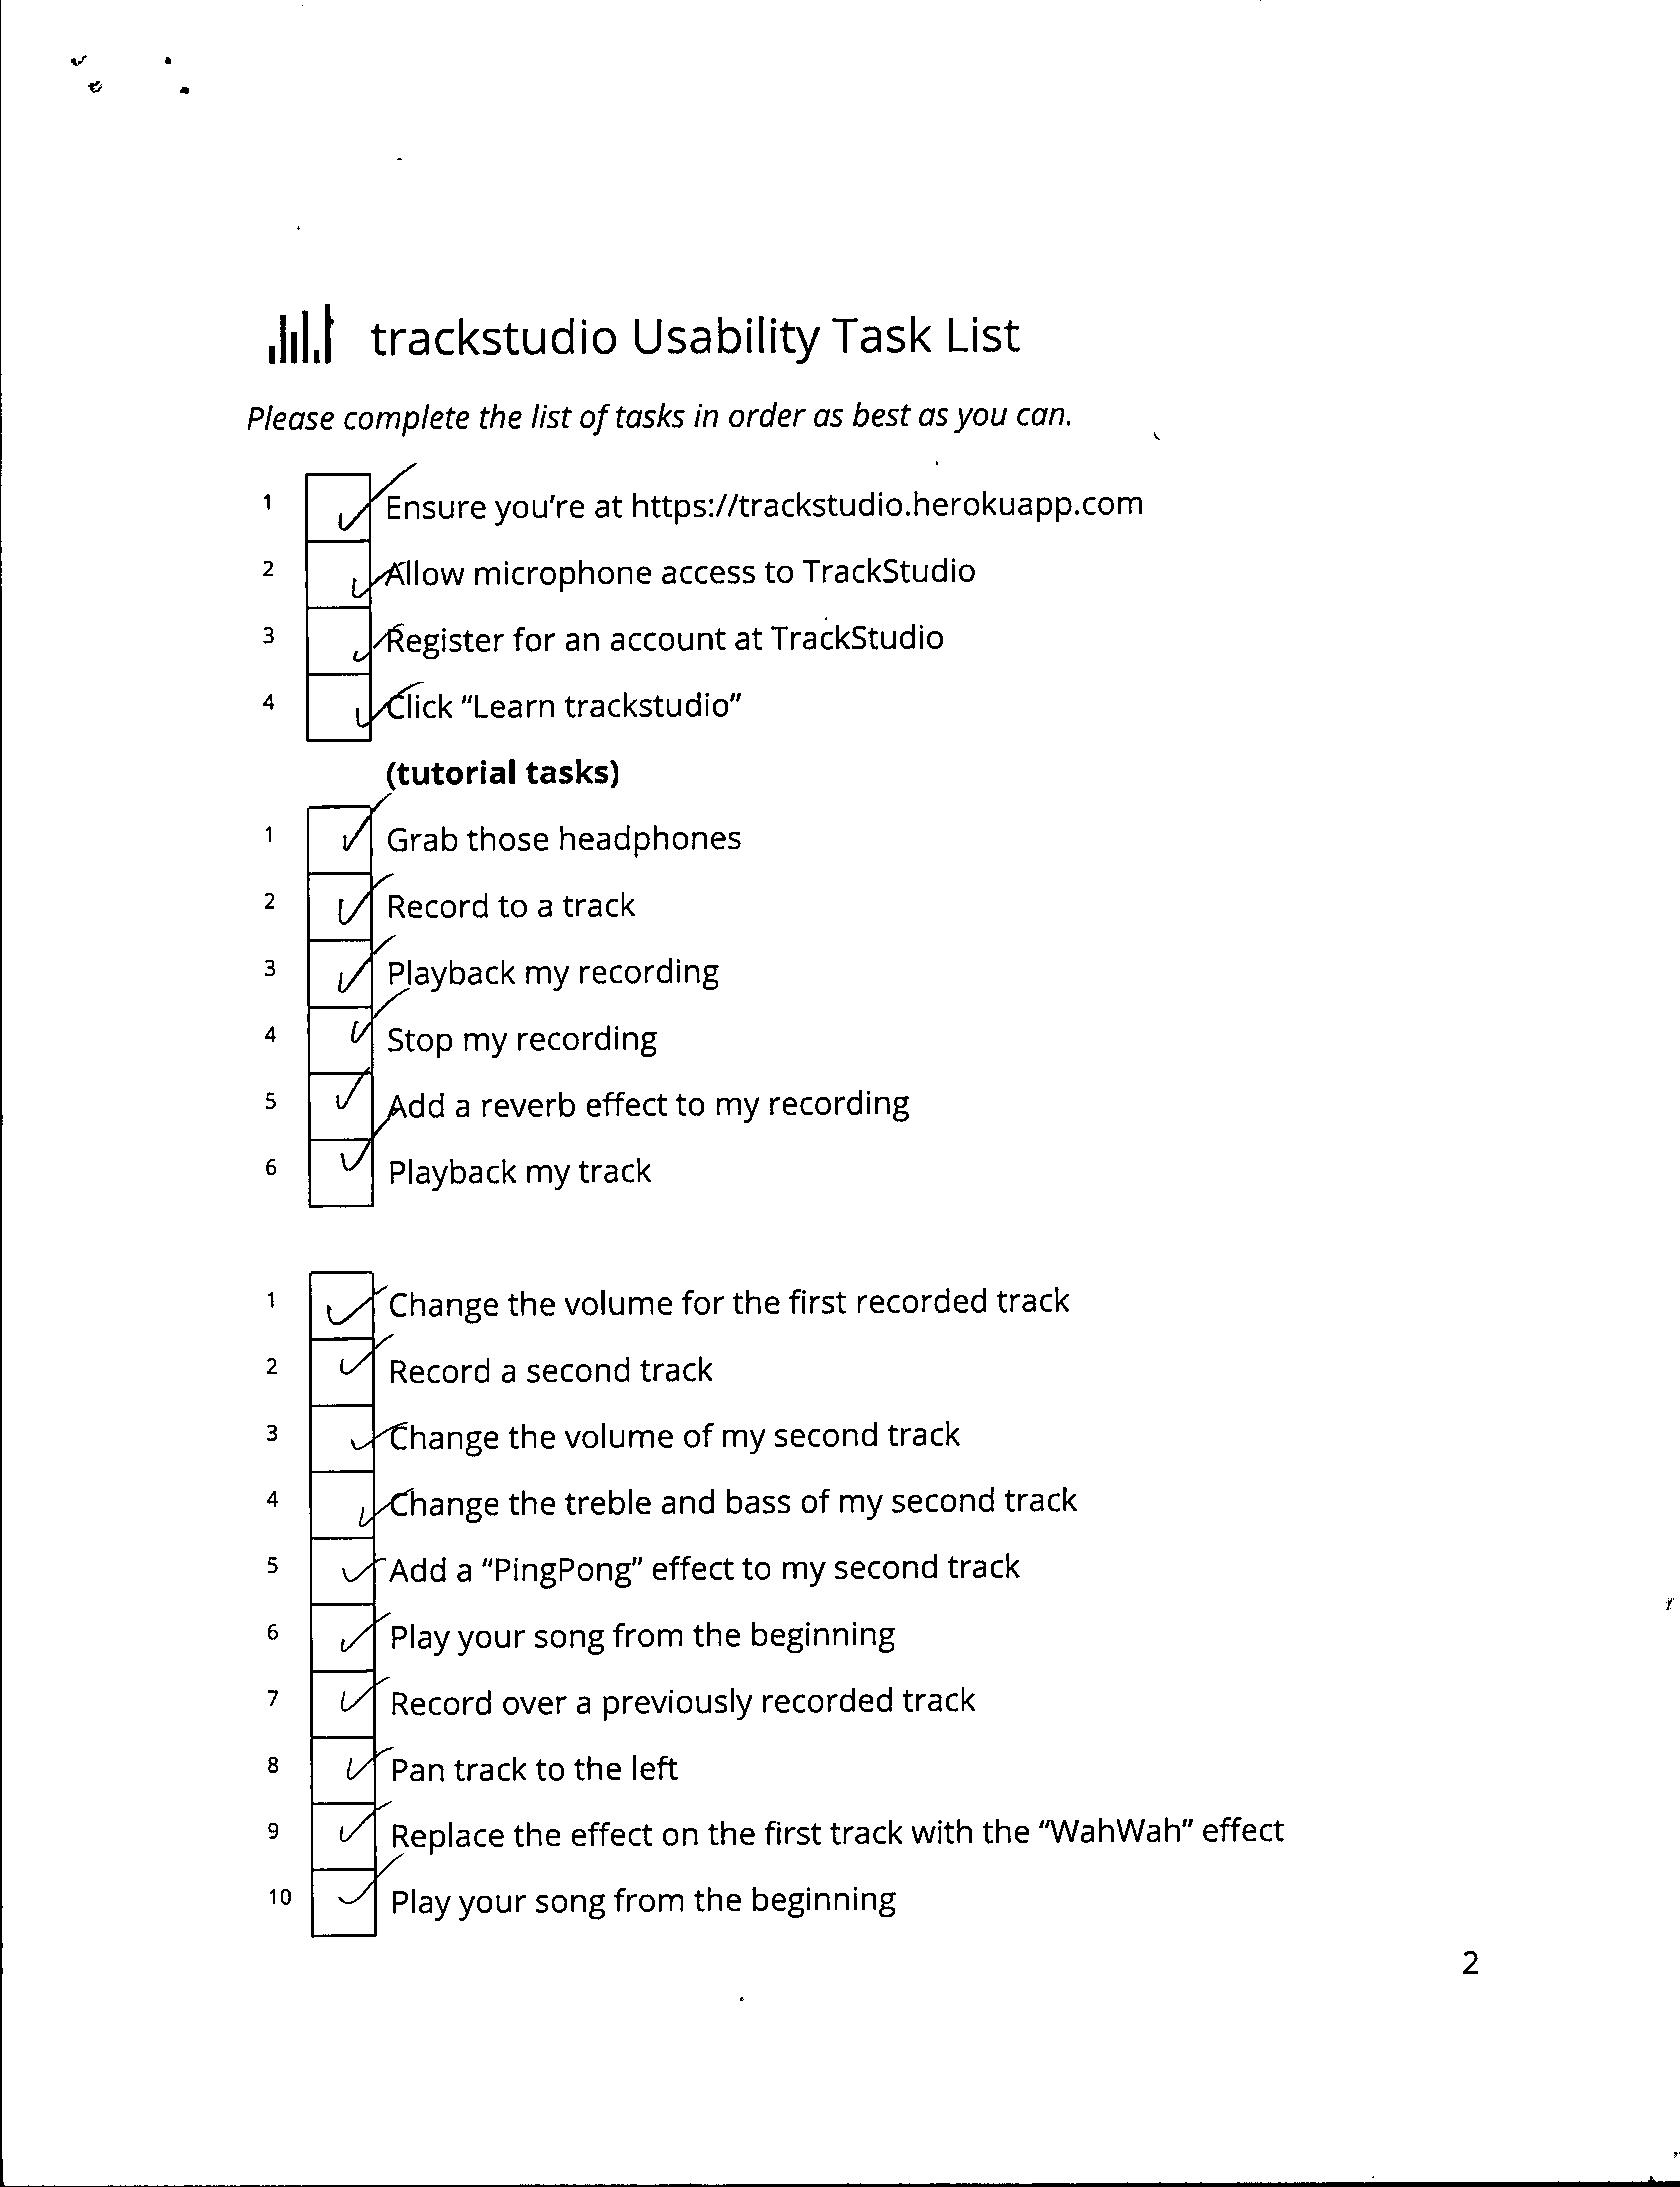 trackstudio Usability Task List
Please complete the list of tasks in order as best as you can.
1 Ensure you're at https://trackstudio.herokuapp.com
2 Allow microphone access to TrackStudio
3 Register for an account at TrackStudio
4 Click “Learn trackstudio”
(tutorial tasks)
1 Grab those headphones
2 Record to a track
3 Playback my recording
4 Stop my recording
5 Add a reverb effect to my recording
6 Playback my track
1 Change the volume for the first recorded track
2 Record a second track
3 Change the volume of my second track
4 Change the treble and bass of my second track
5 Add a “PingPong” effect to my second track
6 Play your song from the beginning
7 Record over a previously recorded track
8 Pan track to the left
9 Replace the effect on the first track with the “WahWah” effect
10 Play your song from the beginning
2